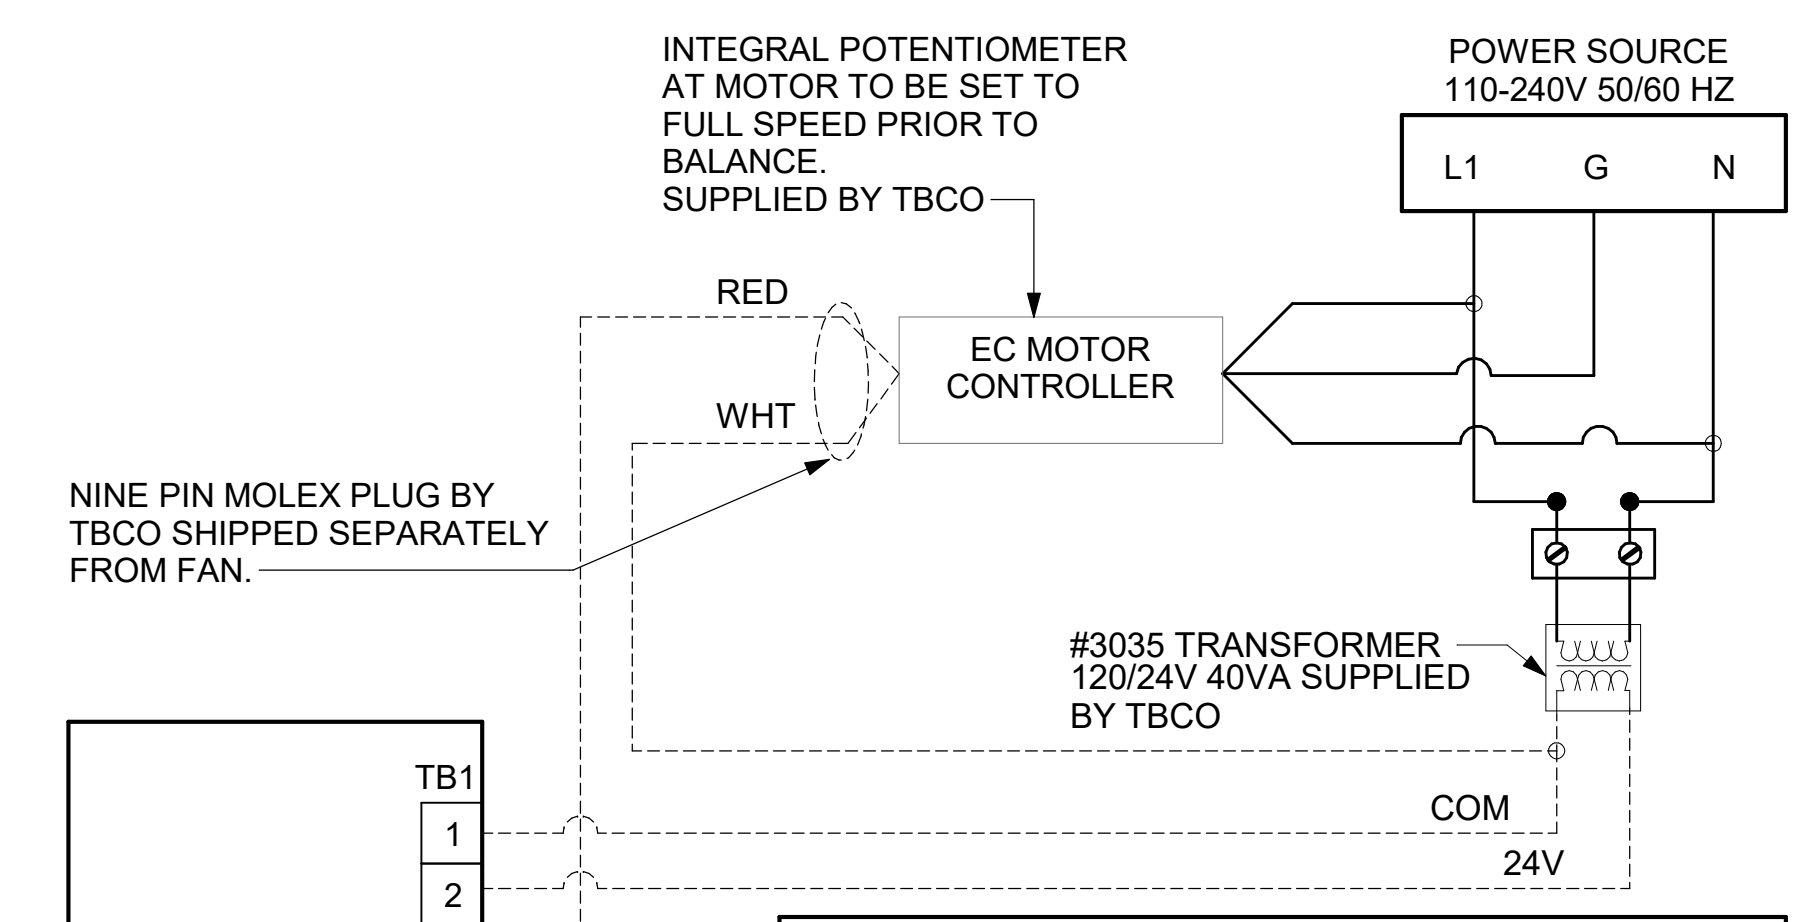 INTEGRAL POTENTIOMETER
AT MOTOR TO BE SET TO
FULL SPEED PRIOR TO
BALANCE.
SUPPLIED BY TBCO
POWER SOURCE
110-240V 50/60 HZ
L1 G N
RED
EC MOTOR
CONTROLLER
WHT
NINE PIN MOLEX PLUG BY
TBCO SHIPPED SEPARATELY
FROM FAN.
#3035 TRANSFORMER
120/24V 40VA SUPPLIED
BY TBCO
TB1
1
COM
2
24V